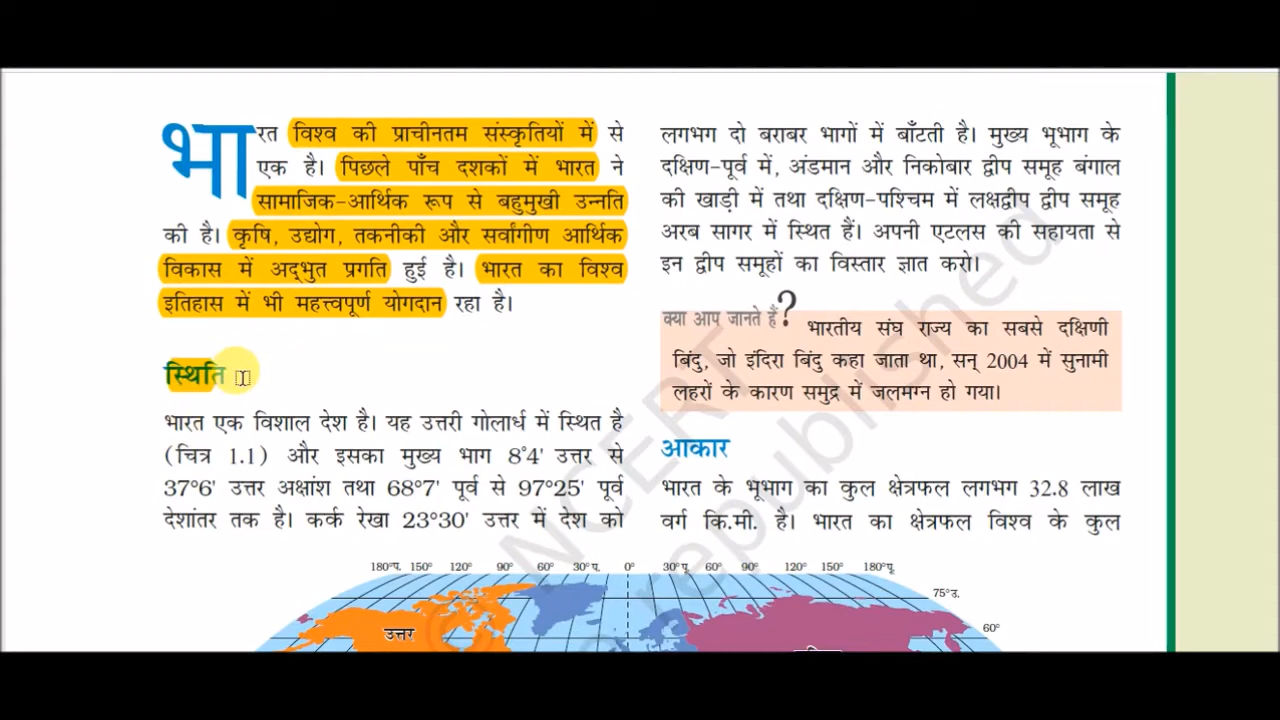 भारत विश्व की प्राचीनतम संस्कृतियों में से
एक है। पिछले पाँच दशकों में भारत ने
सामाजिक-आर्थिक रूप से बहुमुखी उन्नति
की है। कृषि, उद्योग, तकनीकी और सर्वांगीण आर्थिक
विकास में अद्भुत प्रगति हुई है। भारत का विश्व
इतिहास में भी महत्त्वपूर्ण योगदान रहा है।
स्थिति
भारत एक विशाल देश है। यह उत्तरी गोलार्ध में स्थित है
(चित्र 1.1) और इसका मुख्य भाग 8°4' उत्तर से
37°6' उत्तर अक्षांश तथा 68°7' पूर्व से 97°25' पूर्व
देशांतर तक है। कर्क रेखा 23°30' उत्तर में देश को
लगभग दो बराबर भागों में बाँटती है। मुख्य भूभाग के
दक्षिण-पूर्व में, अंडमान और निकोबार द्वीप समूह बंगाल
की खाड़ी में तथा दक्षिण-पश्चिम में लक्षद्वीप द्वीप समूह
अरब सागर में स्थित हैं। अपनी एटलस की सहायता से
इन द्वीप समूहों का विस्तार ज्ञात करो।
क्या आप जानते हैं? भारतीय संघ राज्य का सबसे दक्षिणी
बिंदु, जो इंदिरा बिंदु कहा जाता था, सन् 2004 में सुनामी
लहरों के कारण समुद्र में जलमग्न हो गया।
आकार
भारत के भूभाग का कुल क्षेत्रफल लगभग 32.8 लाख
वर्ग कि.मी. है। भारत का क्षेत्रफल विश्व के कुल
180°प. 150° 120° 90° 60° 30°प. 0° 30°पू. 60° 90° 120° 150° 180°पू.
75°उ.
60°
उत्तर
© NCERT
republished